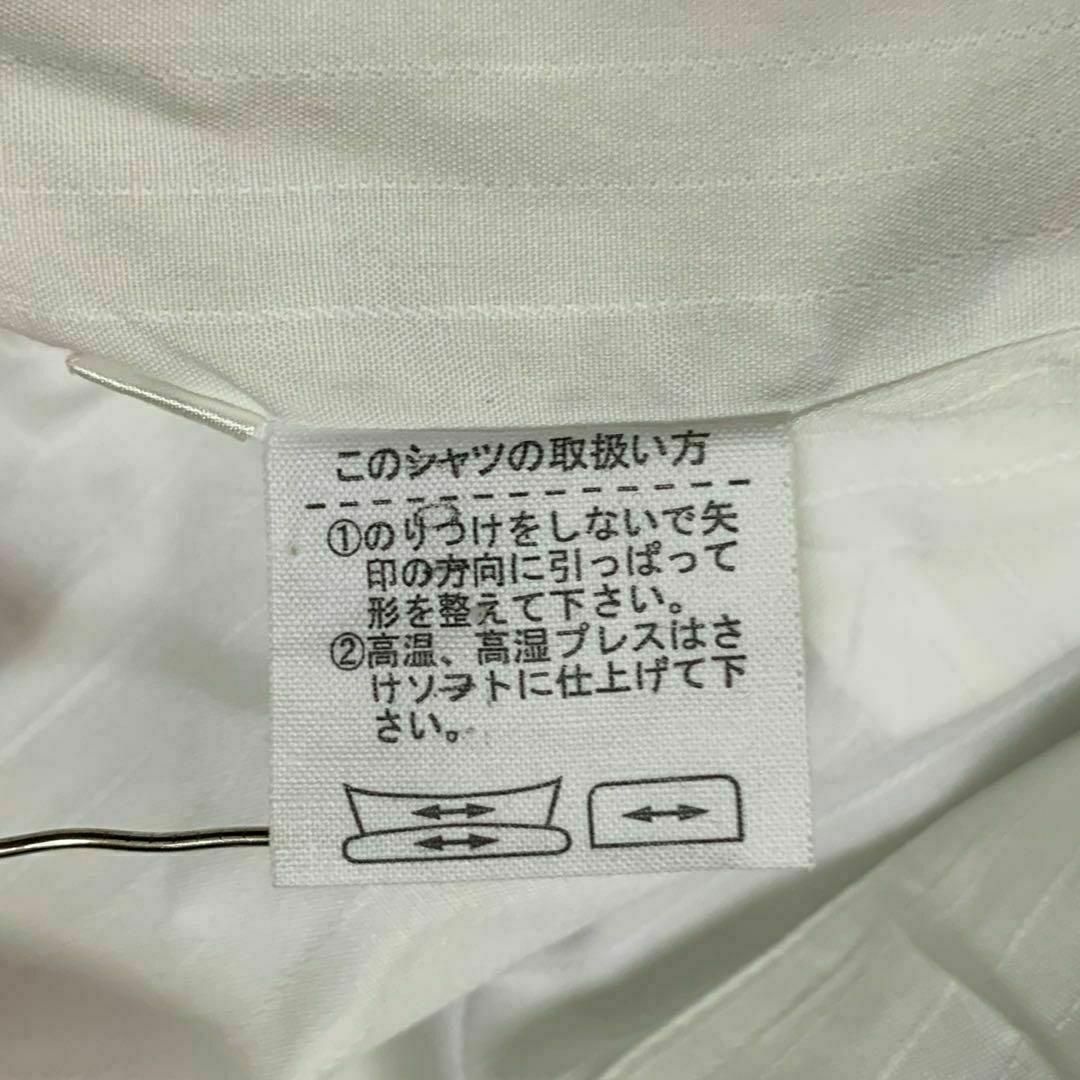 このシャツの取扱い方
①のりつけをしないで矢
印の方向に引っぱって
形を整えて下さい。
②高温、高湿プレスはさ
けソフトに仕上げて下
さい。